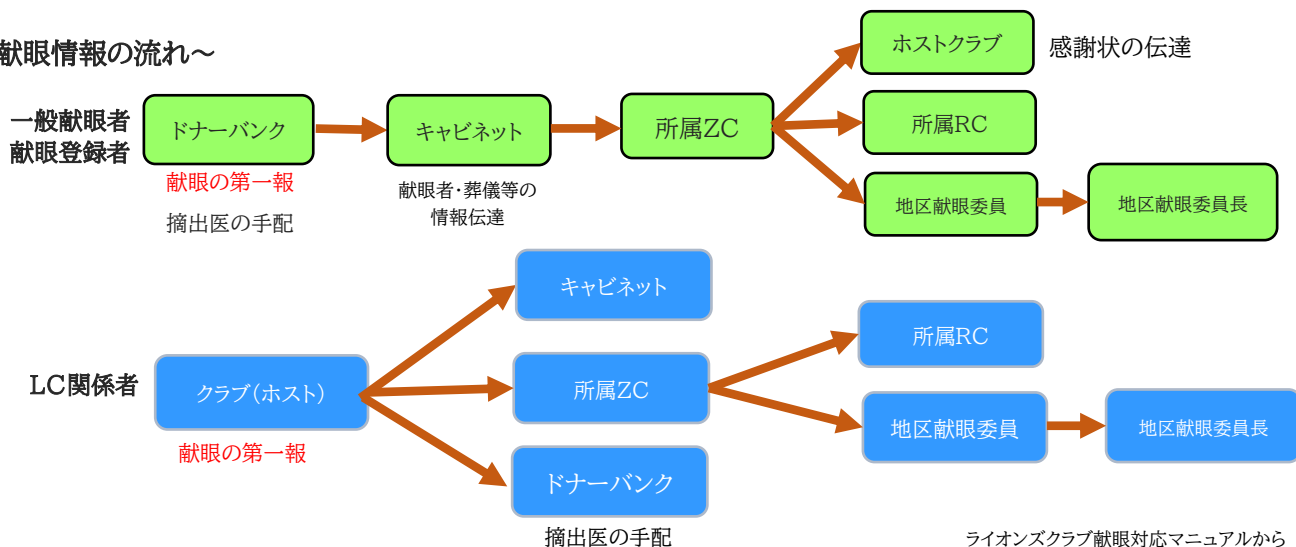 献眼情報の流れ～
ホストクラブ
感謝状の伝達
一般献眼者
献眼登録者
ドナーバンク
キャビネット
所属ZC
所属RC
献眼の第一報
摘出医の手配
献眼者・葬儀等の
情報伝達
地区献眼委員
地区献眼委員長
キャビネット
LC関係者
クラブ(ホスト)
所属ZC
所属RC
献眼の第一報
地区献眼委員
地区献眼委員長
ドナーバンク
摘出医の手配
ライオンズクラブ献眼対応マニュアルから